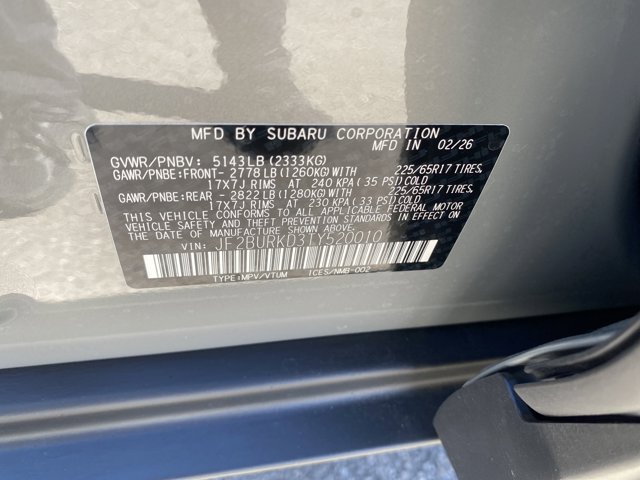 MFD BY SUBARU CORPORATION
MFD IN 02/26
GVWR/PNBV: 5143LB (2333KG)
GAWR/PNBE:FRONT- 2778LB(1260KG)WITH 225/65R17 TIRES,
17X7J RIMS AT 240 KPA(35 PSI)COLD
GAWR/PNBE:REAR - 2822LB(1280KG)WITH 225/65R17 TIRES,
17X7J RIMS AT 230 KPA(33 PSI)COLD
THIS VEHICLE CONFORMS TO ALL APPLICABLE FEDERAL MOTOR
VEHICLE SAFETY AND THEFT PREVENTION STANDARDS IN EFFECT
ON THE DATE OF MANUFACTURE SHOWN ABOVE.
VIN: JF2BURKD3TY520010
TYPE:MPV/VTUM ICES/NMB-002